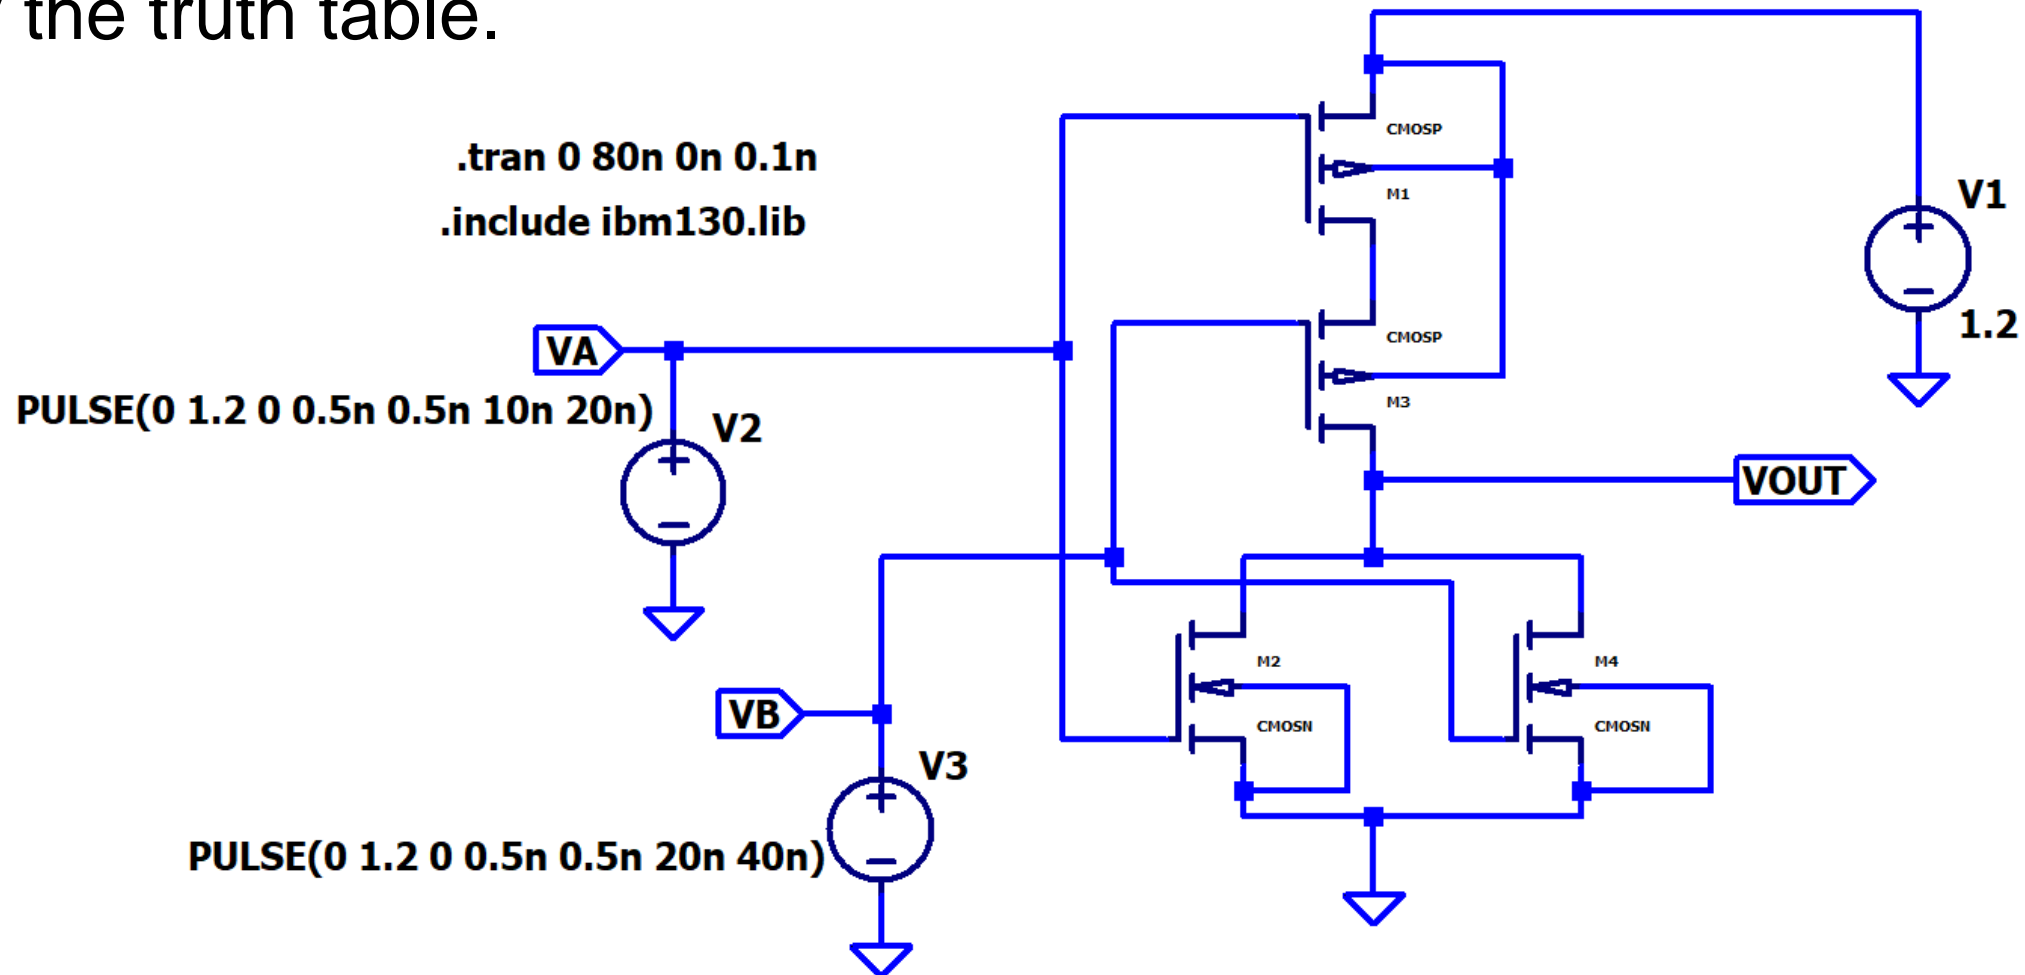 the truth table.
.tran 0 80n 0n 0.1n
.include ibm130.lib
CMOSP
M1
V1
1.2
VA
PULSE(0 1.2 0 0.5n 0.5n 10n 20n)
V2
CMOSP
M3
VOUT
M2
CMOSN
M4
CMOSN
VB
V3
PULSE(0 1.2 0 0.5n 0.5n 20n 40n)